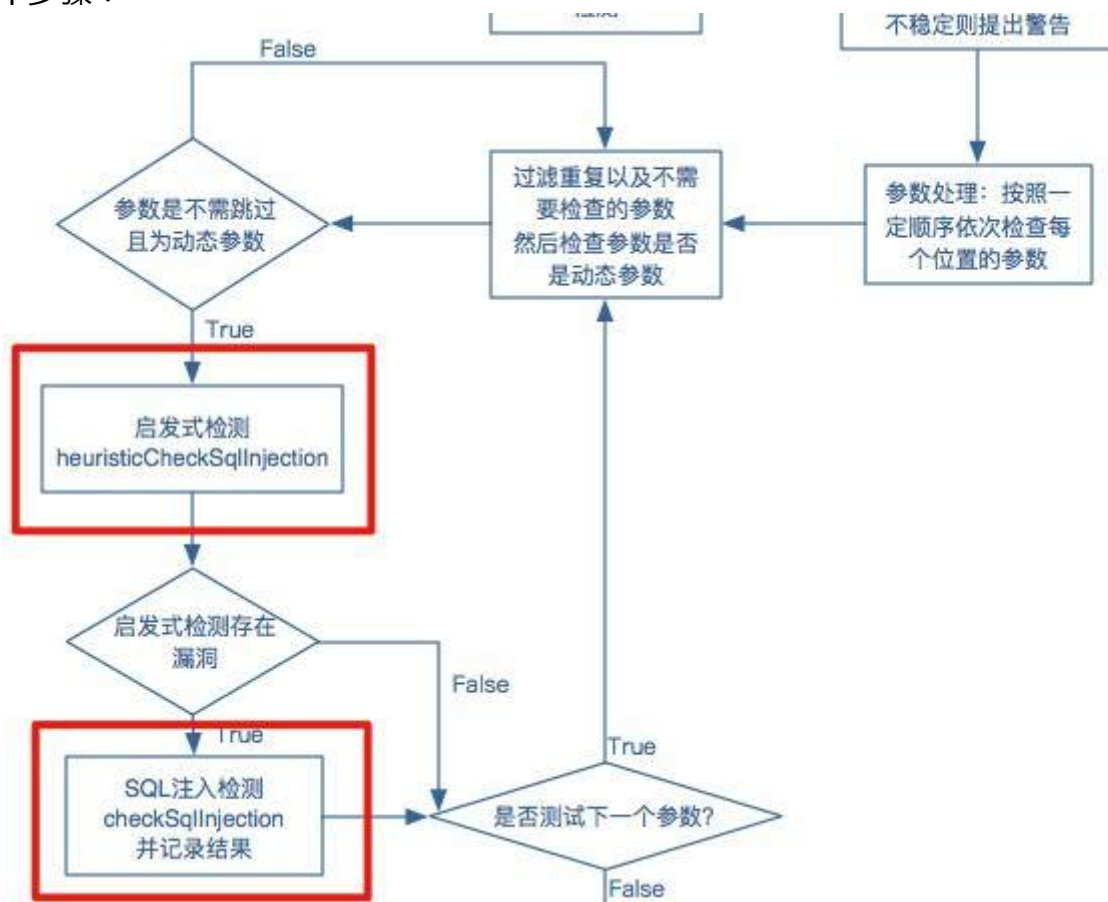 个步骤：
检测
不稳定则提出警告
False
过滤重复以及不需
要检查的参数
然后检查参数是否
是动态参数
参数处理：按照一
定顺序依次检查每
个位置的参数
参数是不需跳过
且为动态参数
True
启发式检测
heuristicCheckSqlInjection
启发式检测存在
漏洞
False
True
SQL注入检测
checkSqlInjection
并记录结果
True
是否测试下一个参数?
False